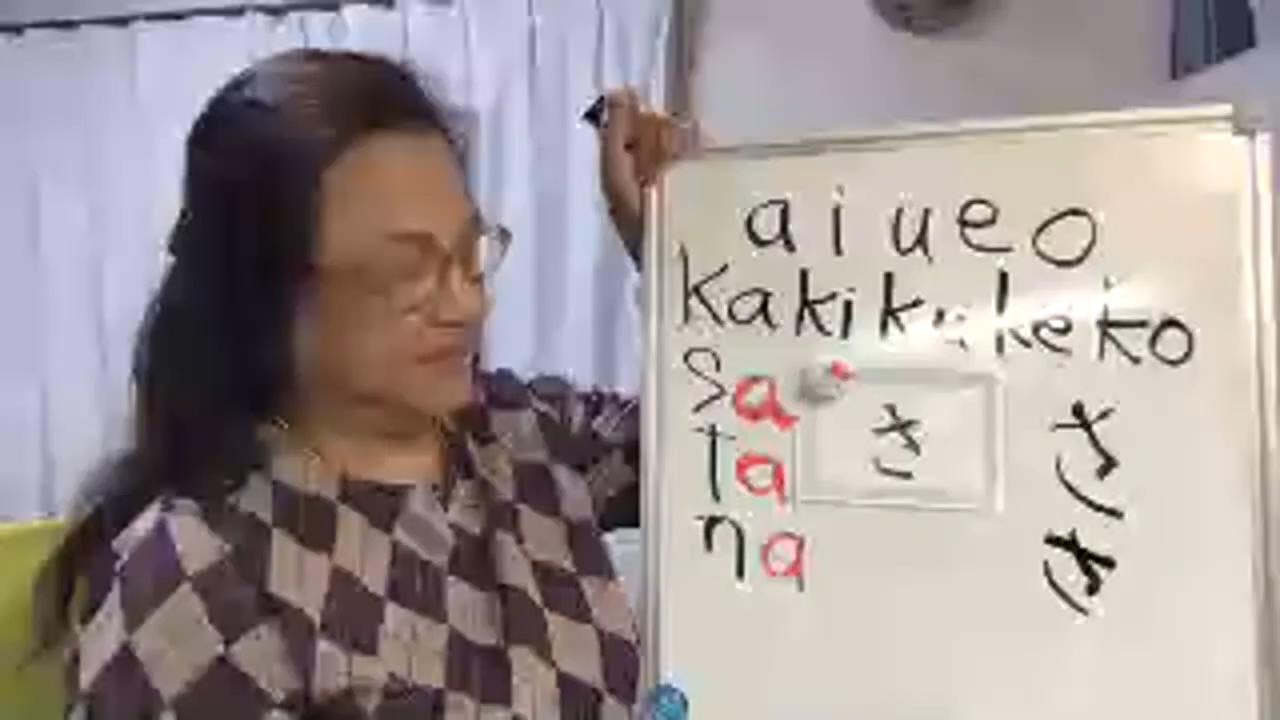 a i u e o
ka ki ku ke ko
Sa さ さ
Ta
na き